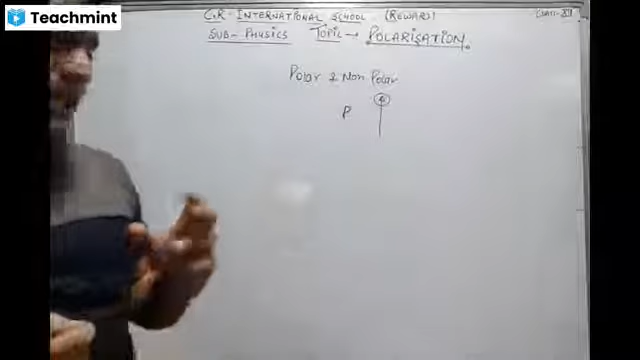 Teachmint
C.R. INTERNATIONAL SCHOOL (REWARI)
SUB- PHYSICS TOPIC → POLARISATION.
Polar & Non Polar
P